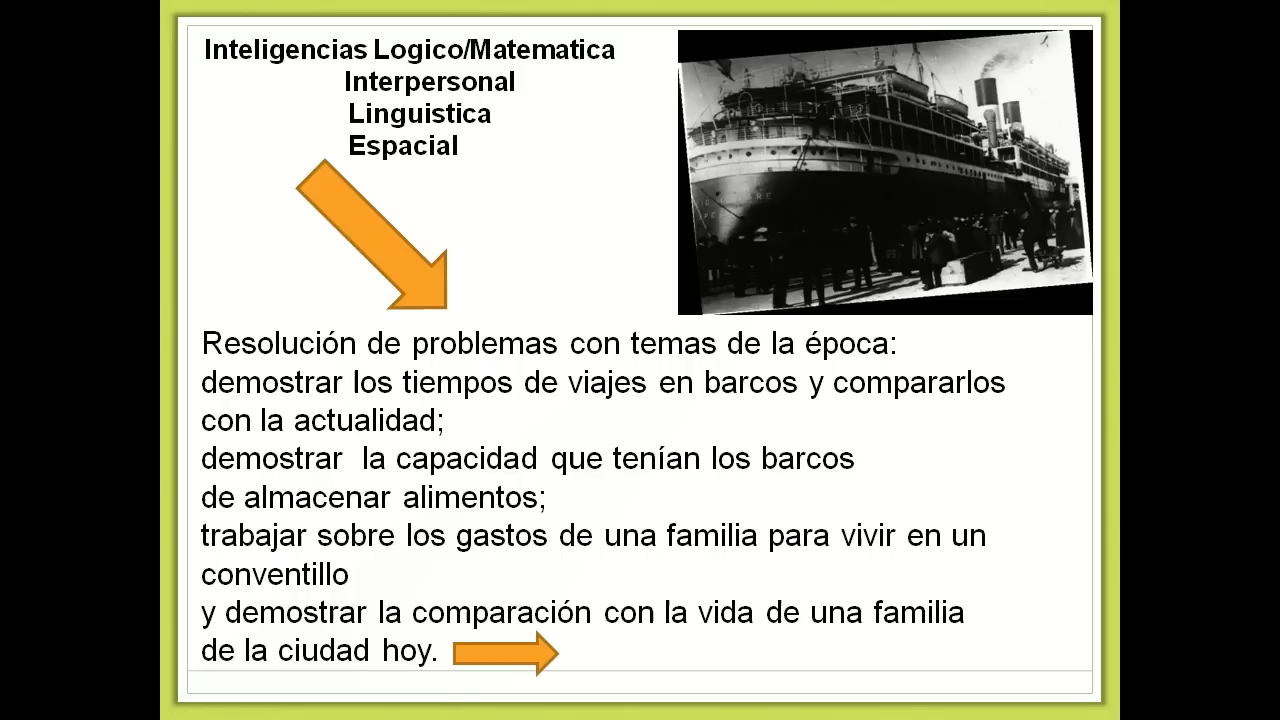 Inteligencias Logico/Matematica
Interpersonal
Linguistica
Espacial
Resolución de problemas con temas de la época:
demostrar los tiempos de viajes en barcos y compararlos
con la actualidad;
demostrar la capacidad que tenían los barcos
de almacenar alimentos;
trabajar sobre los gastos de una familia para vivir en un
conventillo
y demostrar la comparación con la vida de una familia
de la ciudad hoy.